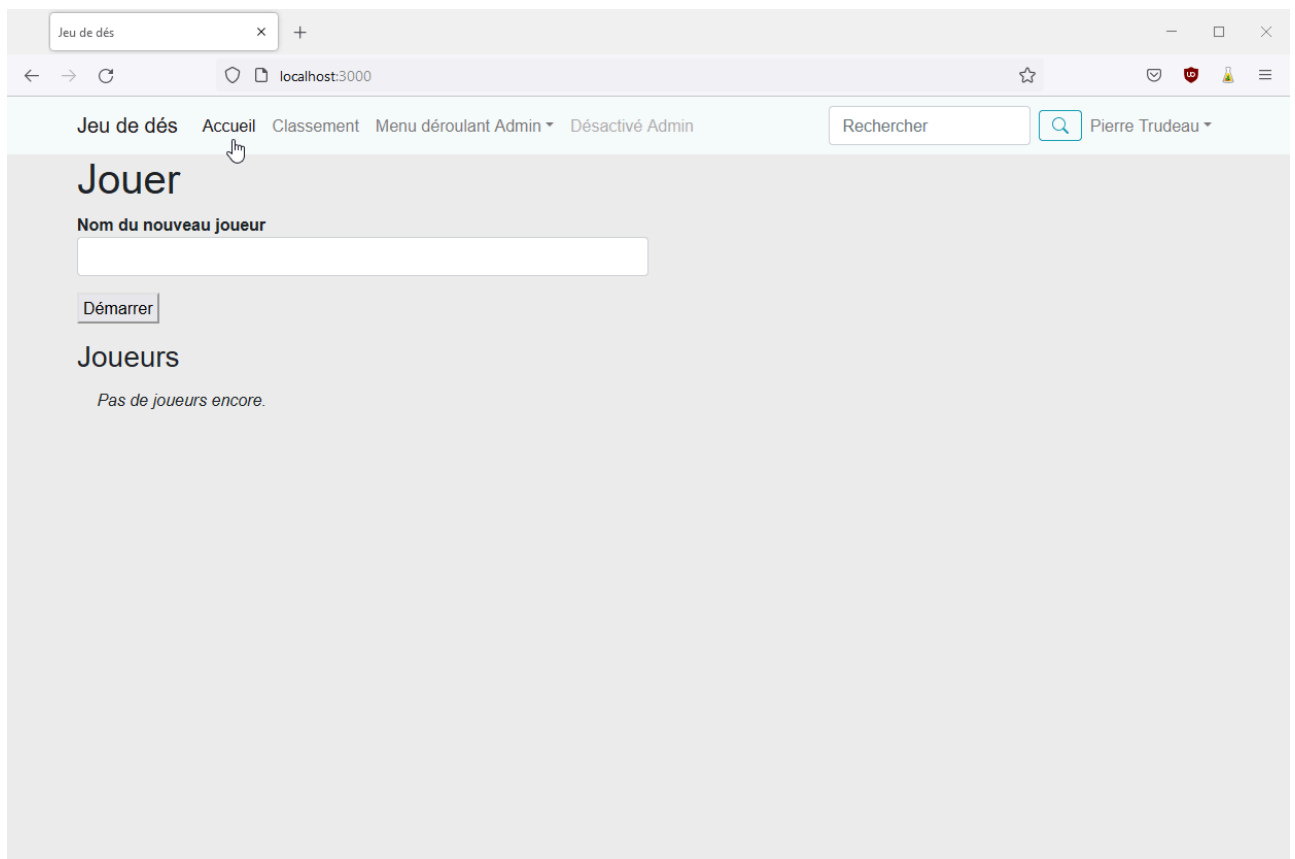 Jeu de dés
localhost:3000
Jeu de dés Accueil Classement Menu déroulant Admin Désactivé Admin Rechercher Pierre Trudeau
Jouer
Nom du nouveau joueur
Démarrer
Joueurs
Pas de joueurs encore.